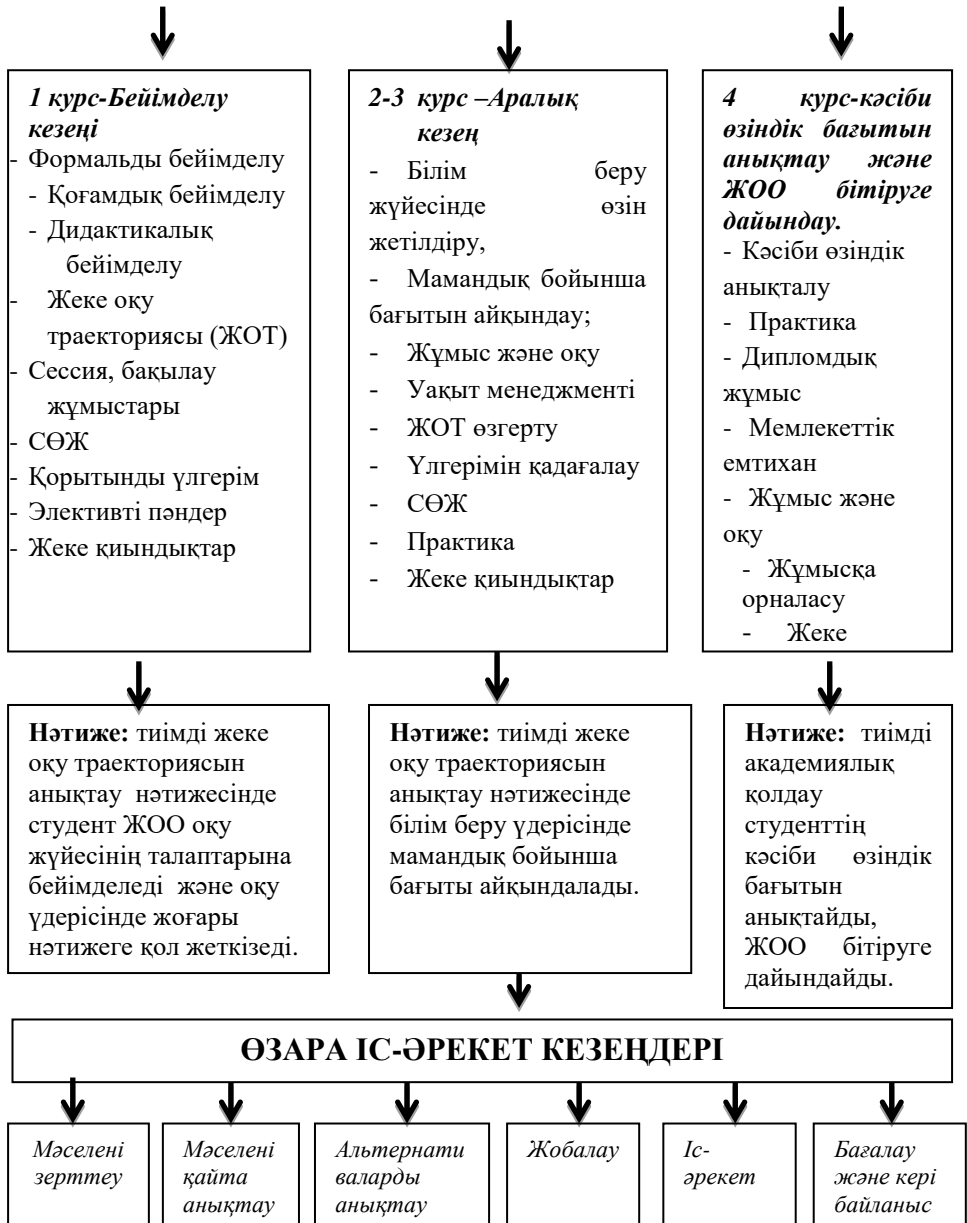 1 курс-Бейімделу
кезеңі
- Формальды бейімделу
- Қоғамдық бейімделу
- Дидактикалық
бейімделу
- Жеке оқу
траекториясы (ЖОТ)
- Сессия, бақылау
жұмыстары
- СӨЖ
- Қорытынды үлгерім
- Элективті пәндер
- Жеке қиындықтар
2-3 курс –Аралық
кезең
- Білім беру
жүйесінде өзін
жетілдіру,
- Мамандық бойынша
бағытын айқындау;
- Жұмыс және оқу
- Уақыт менеджменті
- ЖОТ өзгерту
- Үлгерімін қадағалау
- СӨЖ
- Практика
- Жеке қиындықтар
4 курс-кәсіби
өзіндік бағытын
анықтау және
ЖОО бітіруге
дайындау.
- Кәсіби өзіндік
анықталу
- Практика
- Дипломдық
жұмыс
- Мемлекеттік
емтихан
- Жұмыс және
оқу
- Жұмысқа
орналасу
- Жеке
Нәтиже: тиімді жеке
оқу траекториясын
анықтау нәтижесінде
студент ЖОО оқу
жүйесінің талаптарына
бейімделеді және оқу
үдерісінде жоғары
нәтижеге қол жеткізеді.
Нәтиже: тиімді жеке
оқу траекториясын
анықтау нәтижесінде
білім беру үдерісінде
мамандық бойынша
бағыты айқындалады.
Нәтиже: тиімді
академиялық
қолдау
студенттің
кәсіби өзіндік
бағытын
анықтайды,
ЖОО бітіруге
дайындайды.
ӨЗАРА ІС-ӘРЕКЕТ КЕЗЕҢДЕРІ
Мәселені
зерттеу
Мәселені
қайта
анықтау
Альтернати
валарды
анықтау
Жобалау
Іс-
әрекет
Бағалау
және кері
байланыс